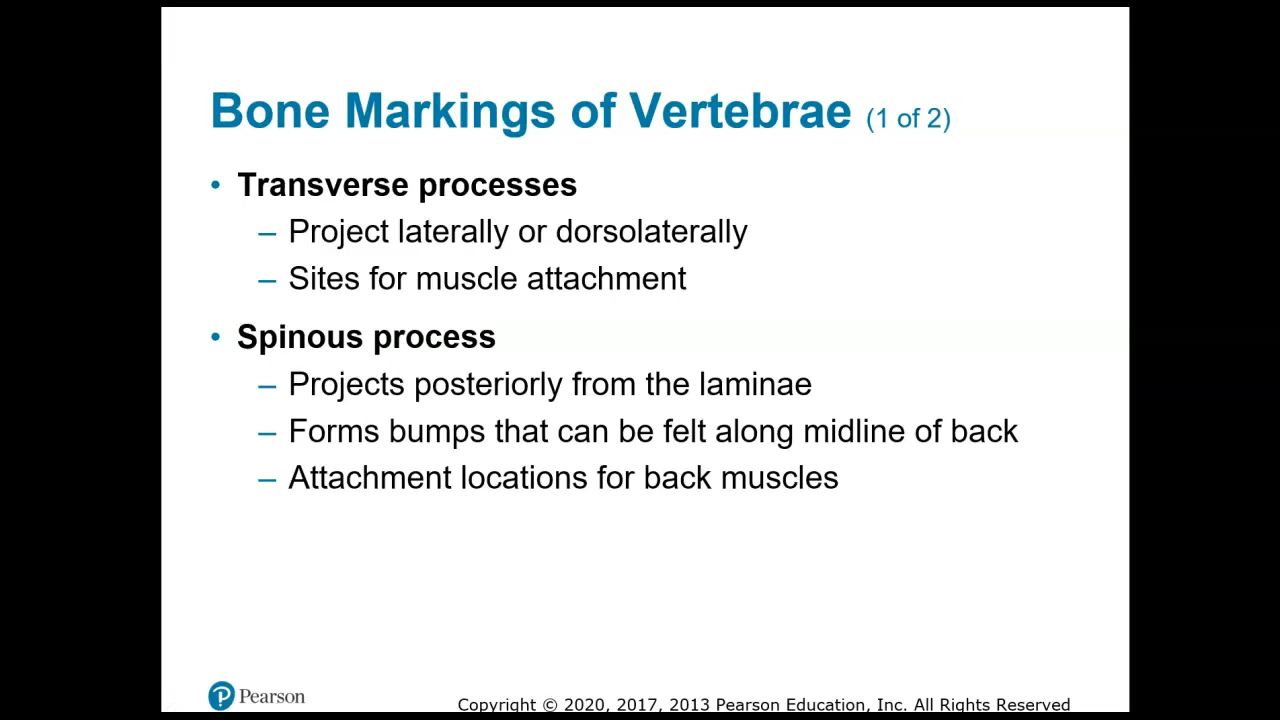 Bone Markings of Vertebrae (1 of 2)
• Transverse processes
– Project laterally or dorsolaterally
– Sites for muscle attachment
• Spinous process
– Projects posteriorly from the laminae
– Forms bumps that can be felt along midline of back
– Attachment locations for back muscles
P Pearson
Copyright © 2020, 2017, 2013 Pearson Education, Inc. All Rights Reserved